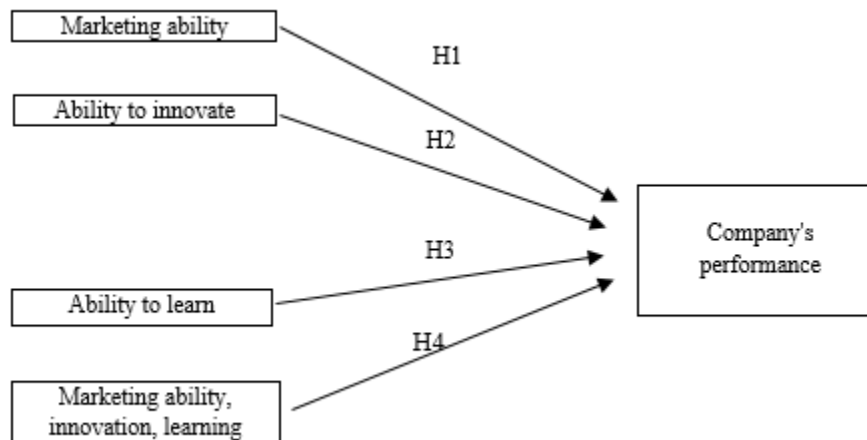 Marketing ability
H1
Ability to innovate
H2
Company's
performance
H3
Ability to learn
H4
Marketing ability,
innovation, learning